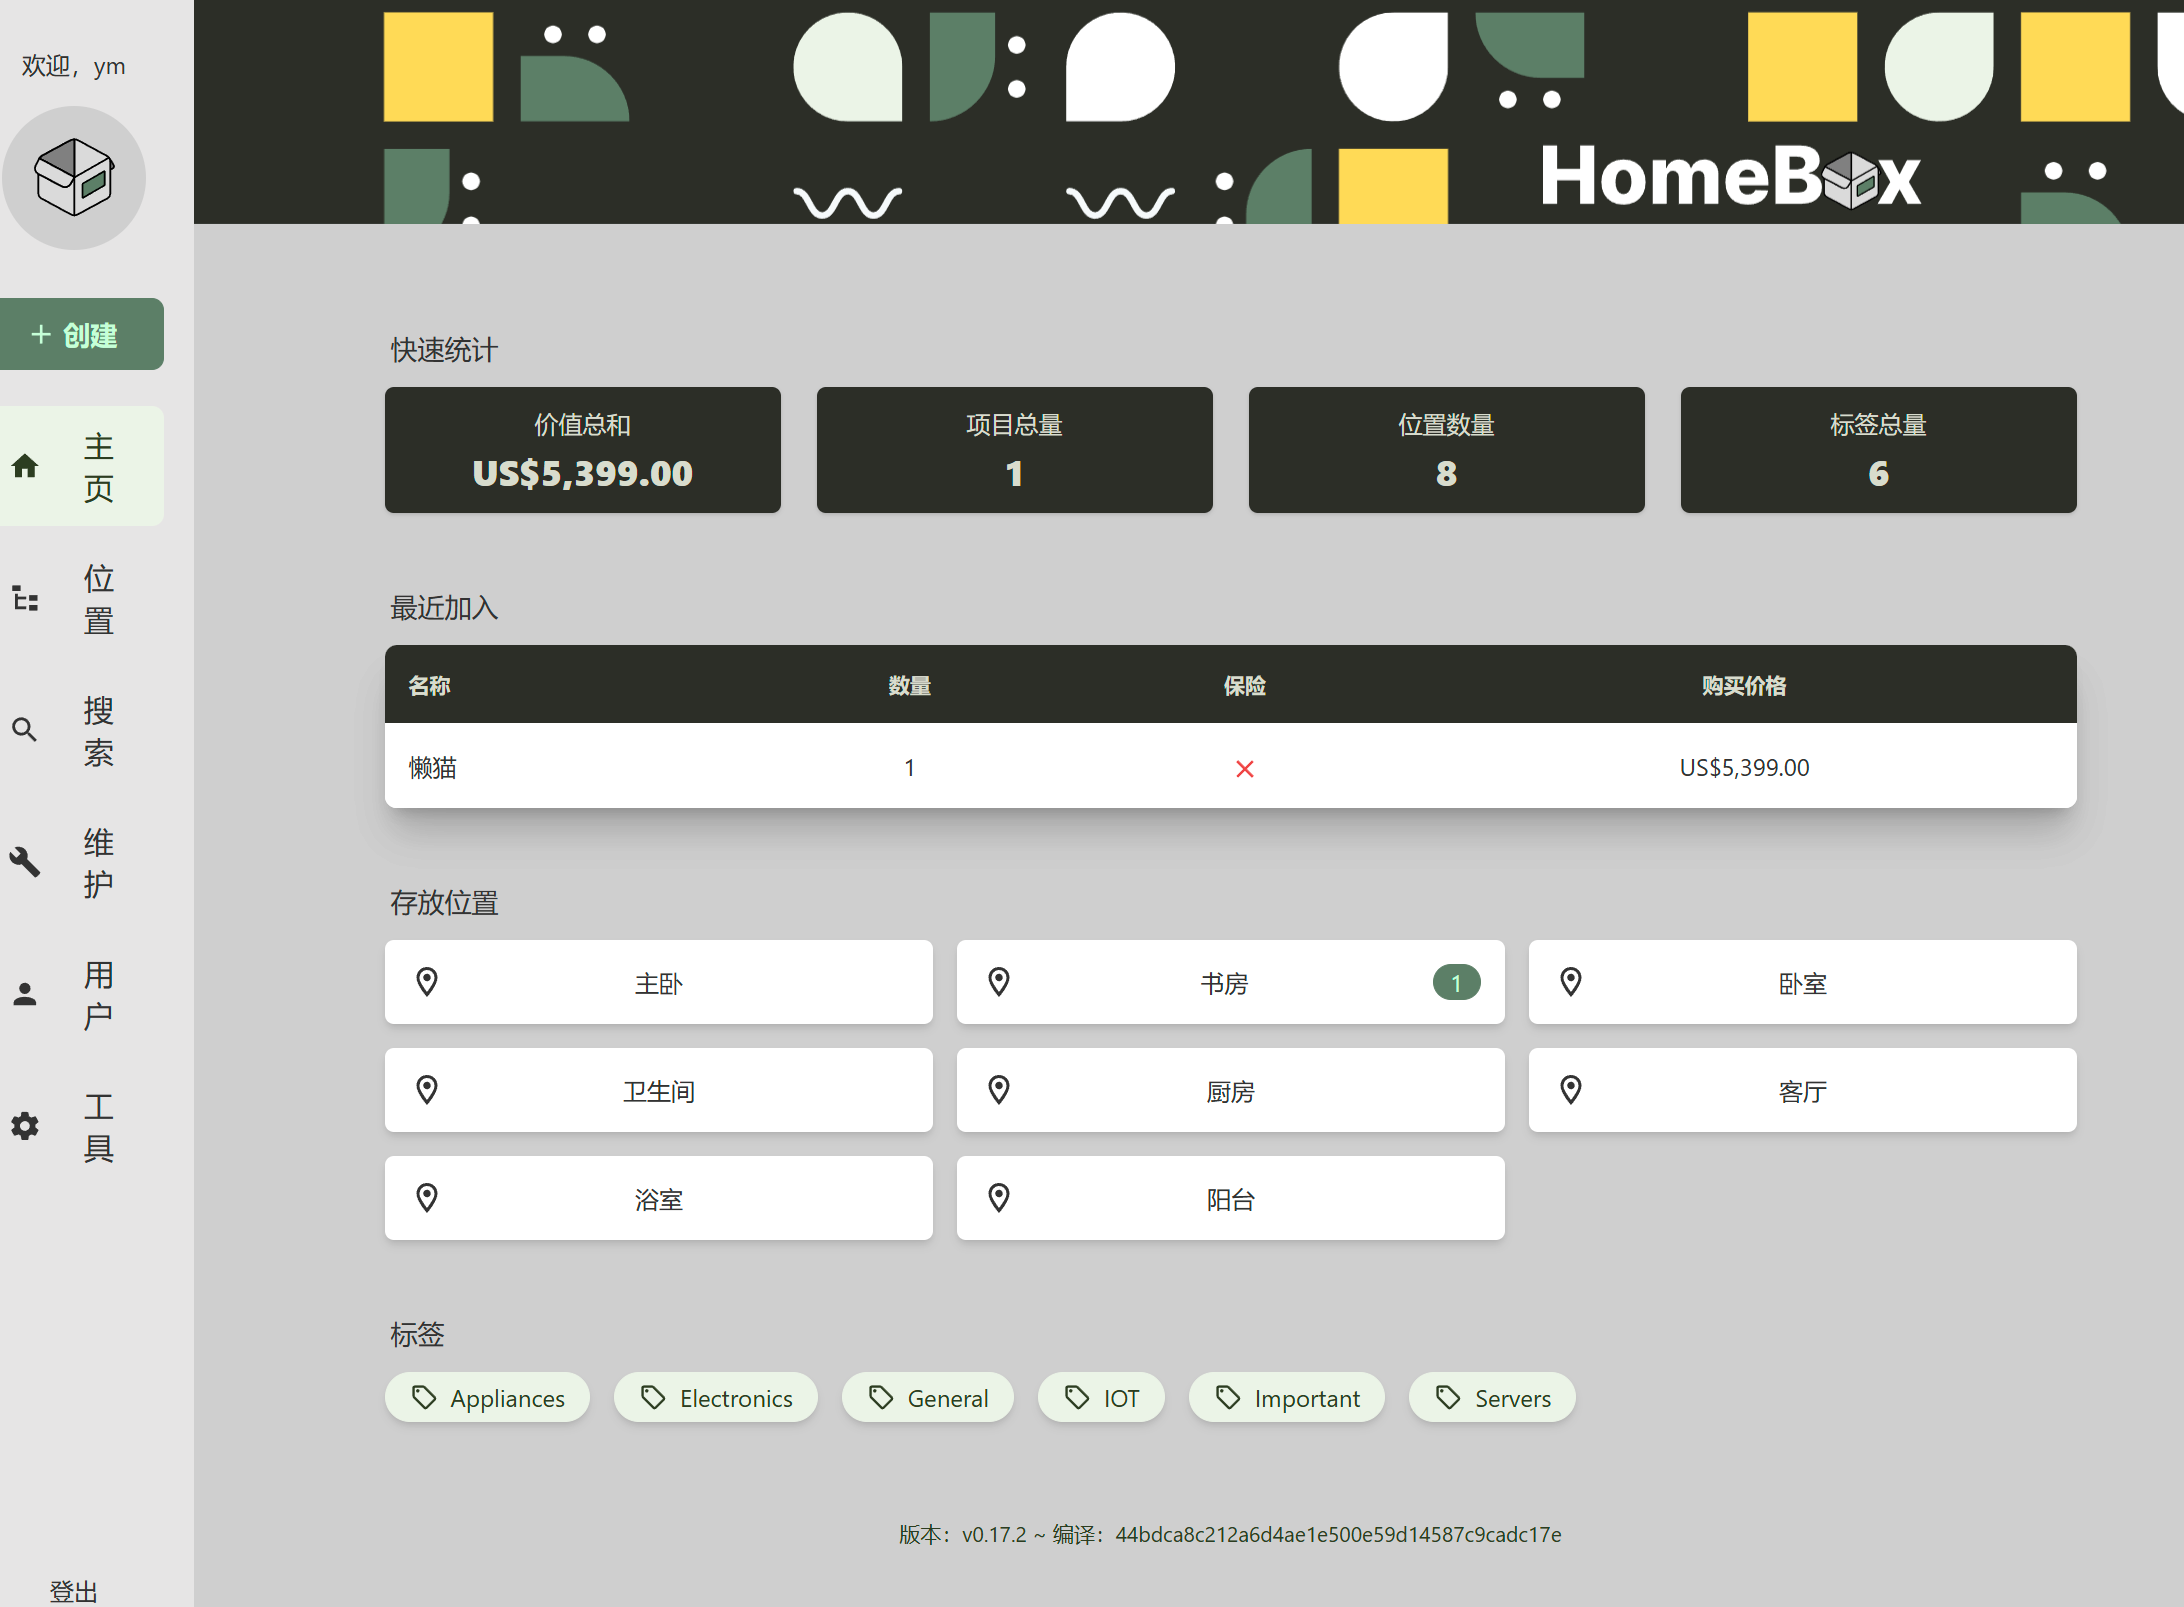 欢迎，ym
HomeBox
创建
主页
位置
搜索
维护
用户
工具
登出
快速统计
价值总和
US$5,399.00
项目总量
1
位置数量
8
标签总量
6
最近加入
名称 数量 保险 购买价格
懒猫 1 US$5,399.00
存放位置
主卧
书房 1
卧室
卫生间
厨房
客厅
浴室
阳台
标签
Appliances Electronics General IOT Important Servers
版本：v0.17.2 ~ 编译：44bdca8c212a6d4ae1e500e59d14587c9cadc17e